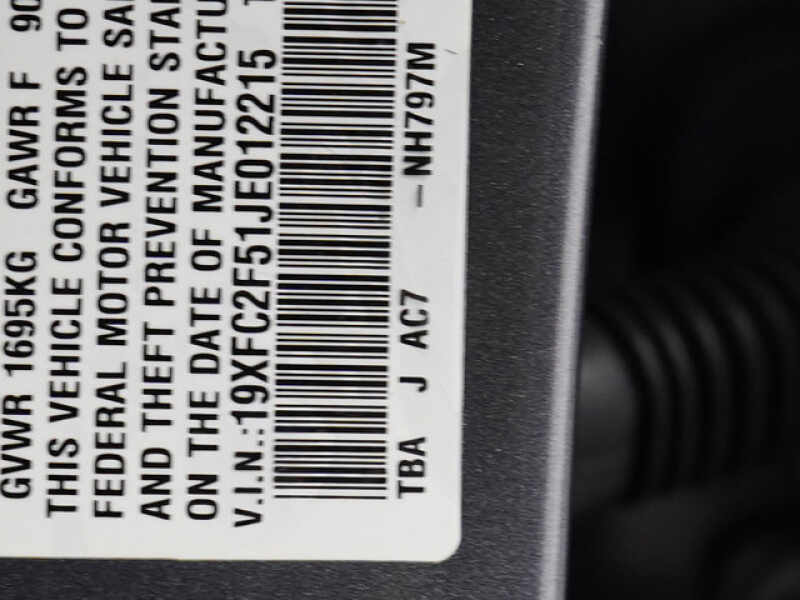 GVWR 1695KG GAWR F 90
THIS VEHICLE CONFORMS TO
FEDERAL MOTOR VEHICLE SA
AND THEFT PREVENTION STA
ON THE DATE OF MANUFACTU
V.I.N.:19XFC2F51JE012215
TBA J AC7 -NH797M